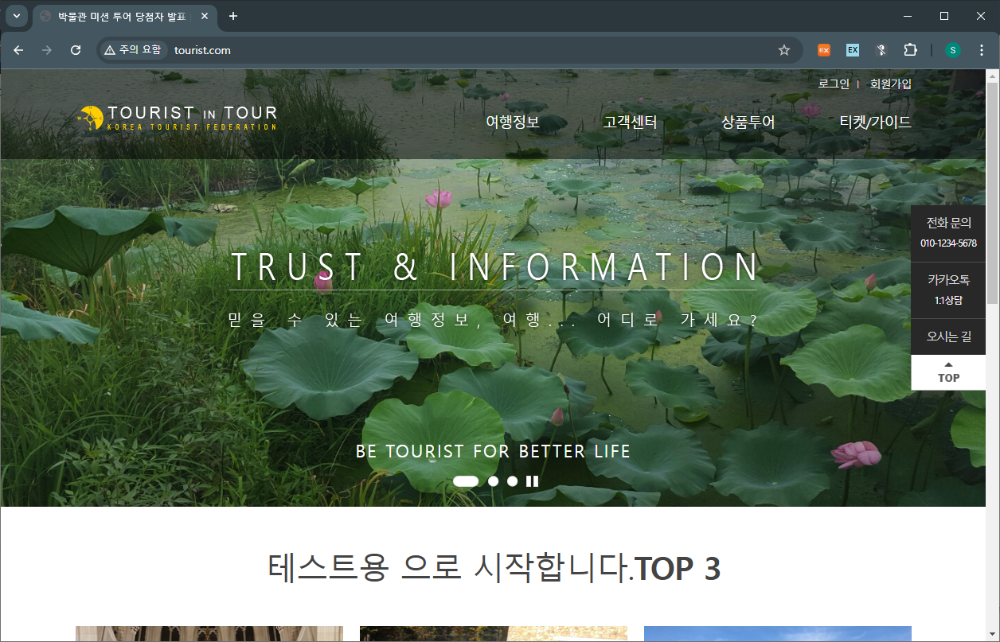 박물관 미션 투어 당첨자 발표
주의 요함
tourist.com
EX
S
로그인 | 회원가입
TOURIST IN TOUR
KOREA TOURIST FEDERATION
여행정보
고객센터
상품투어
티켓/가이드
TRUST & INFORMATION
믿을 수 있는 여행정보, 여행... 어디로 가세요?
전화 문의
010-1234-5678
카카오톡
1:1상담
오시는 길
TOP
BE TOURIST FOR BETTER LIFE
테스트용 으로 시작합니다.TOP 3